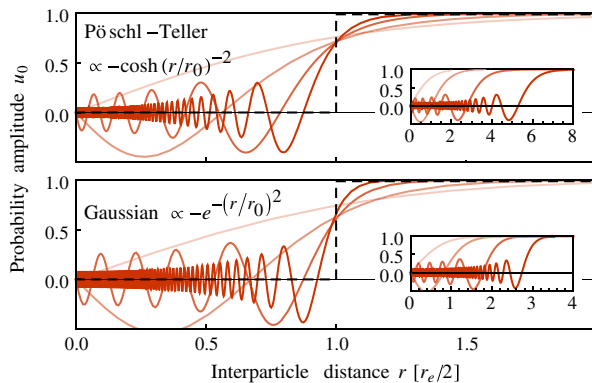 1.0
Pöschl−Teller
∝ −cosh (r/r₀)⁻²
0.5
0.0
1.0
0.5
0.0
0 2 4 6 8
Probability amplitude u₀
1.0
Gaussian ∝ −e^−(r/r₀)²
0.5
0.0
1.0
0.5
0.0
0 1 2 3 4
0.0 0.5 1.0 1.5
Interparticle distance r [rₑ/2]